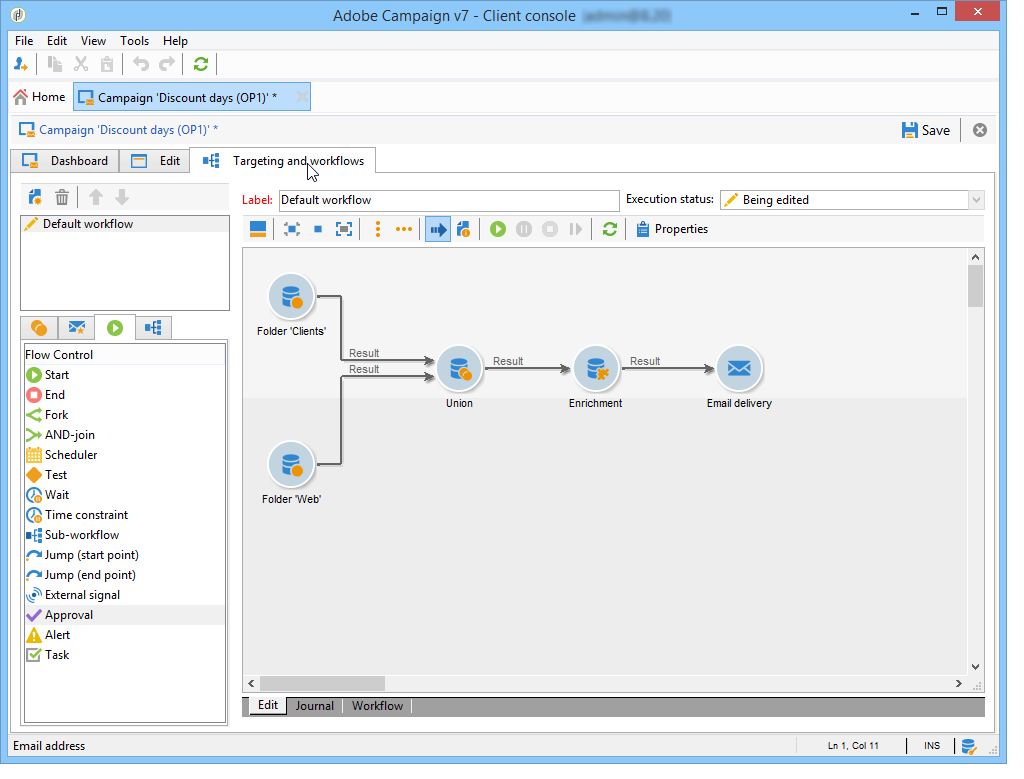 Adobe Campaign v7 - Client console
File Edit View Tools Help
Home Campaign 'Discount days (OP1)' *
Campaign 'Discount days (OP1)' * Save
Dashboard Edit Targeting and workflows
Label: Default workflow Execution status: Being edited
Default workflow
Properties
Flow Control
Start
End
Fork
AND-join
Scheduler
Test
Wait
Time constraint
Sub-workflow
Jump (start point)
Jump (end point)
External signal
Approval
Alert
Task
Folder 'Clients'
Result
Result
Result
Result
Union
Enrichment
Email delivery
Folder 'Web'
Edit Journal Workflow
Email address Ln 1, Col 11 INS